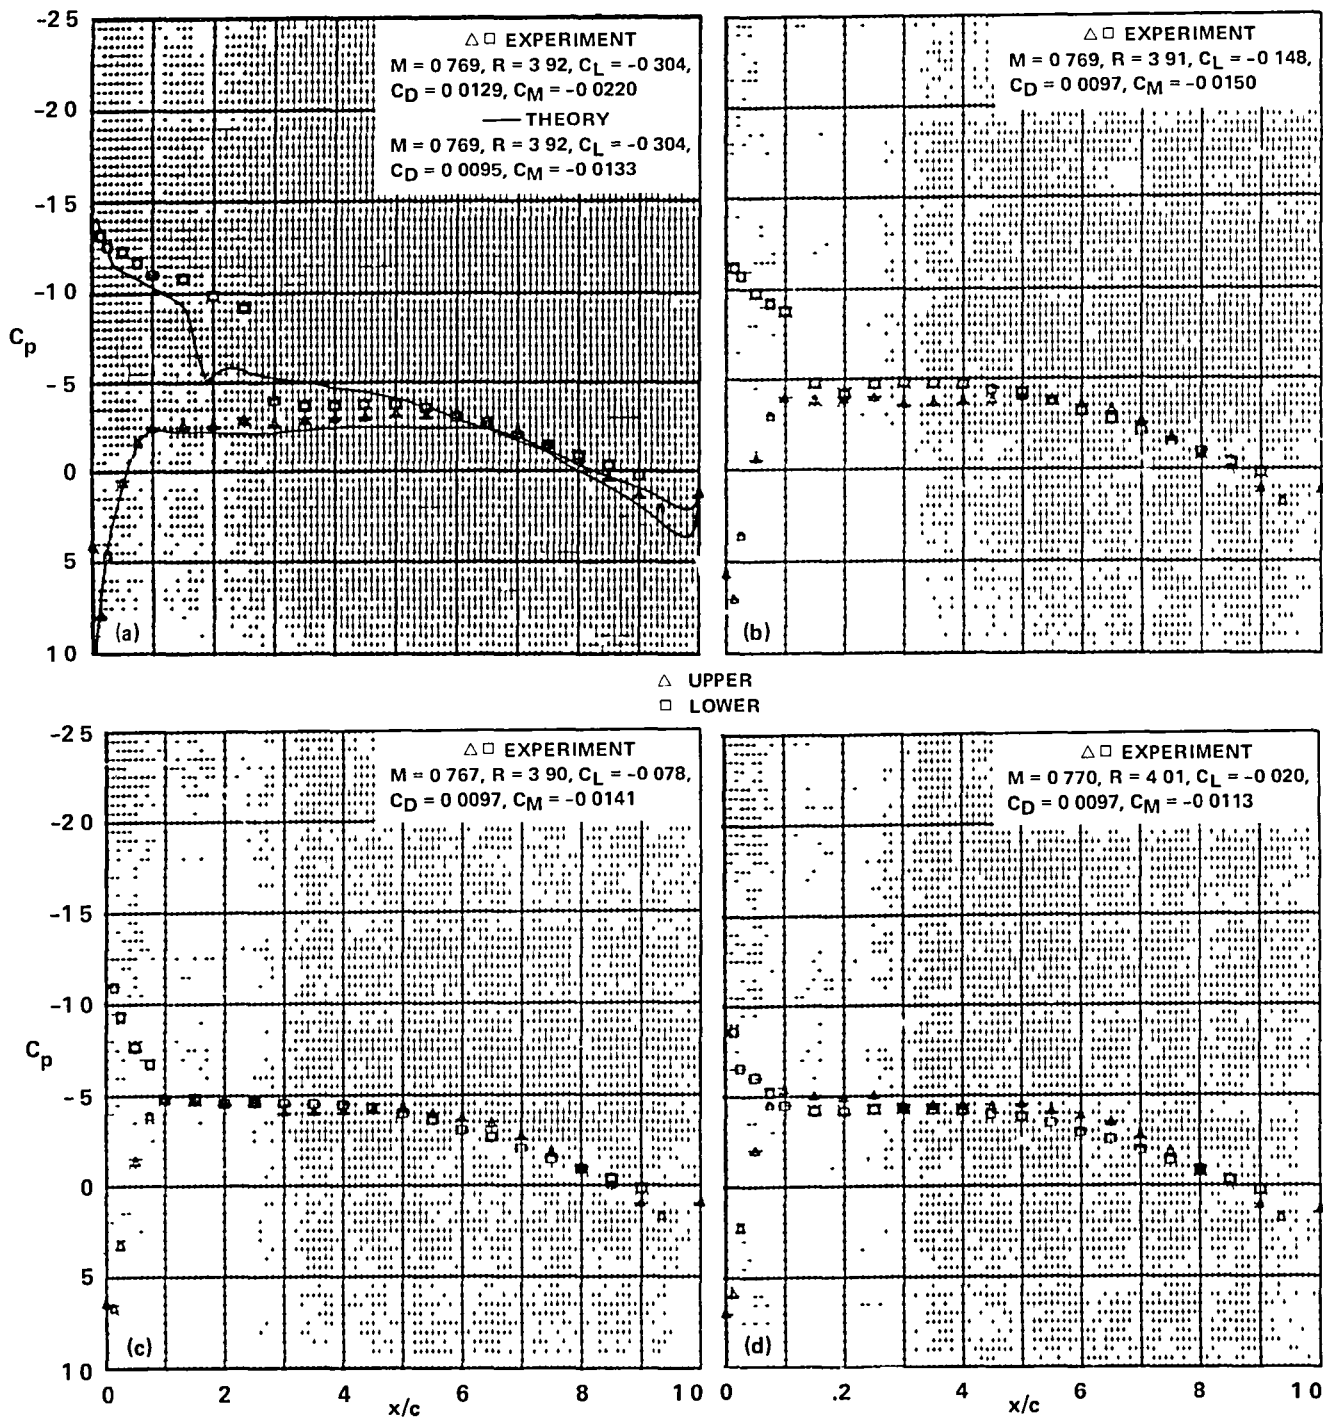 -2 5
-2 0
-1 5
-1 0
- 5
0
5
1 0
Cp
(a)
△ □ EXPERIMENT
M = 0 769, R = 3 92, CL = -0 304,
CD = 0 0129, CM = -0 0220
— THEORY
M = 0 769, R = 3 92, CL = -0 304,
CD = 0 0095, CM = -0 0133
△ □ EXPERIMENT
M = 0 769, R = 3 91, CL = -0 148,
CD = 0 0097, CM = -0 0150
(b)
△ UPPER
□ LOWER
-2 5
-2 0
-1 5
-1 0
- 5
0
5
1 0
Cp
△ □ EXPERIMENT
M = 0 767, R = 3 90, CL = -0 078,
CD = 0 0097, CM = -0 0141
(c)
0 2 4 6 8 1 0
x/c
△ □ EXPERIMENT
M = 0 770, R = 4 01, CL = -0 020,
CD = 0 0097, CM = -0 0113
(d)
0 .2 4 6 8 1 0
x/c